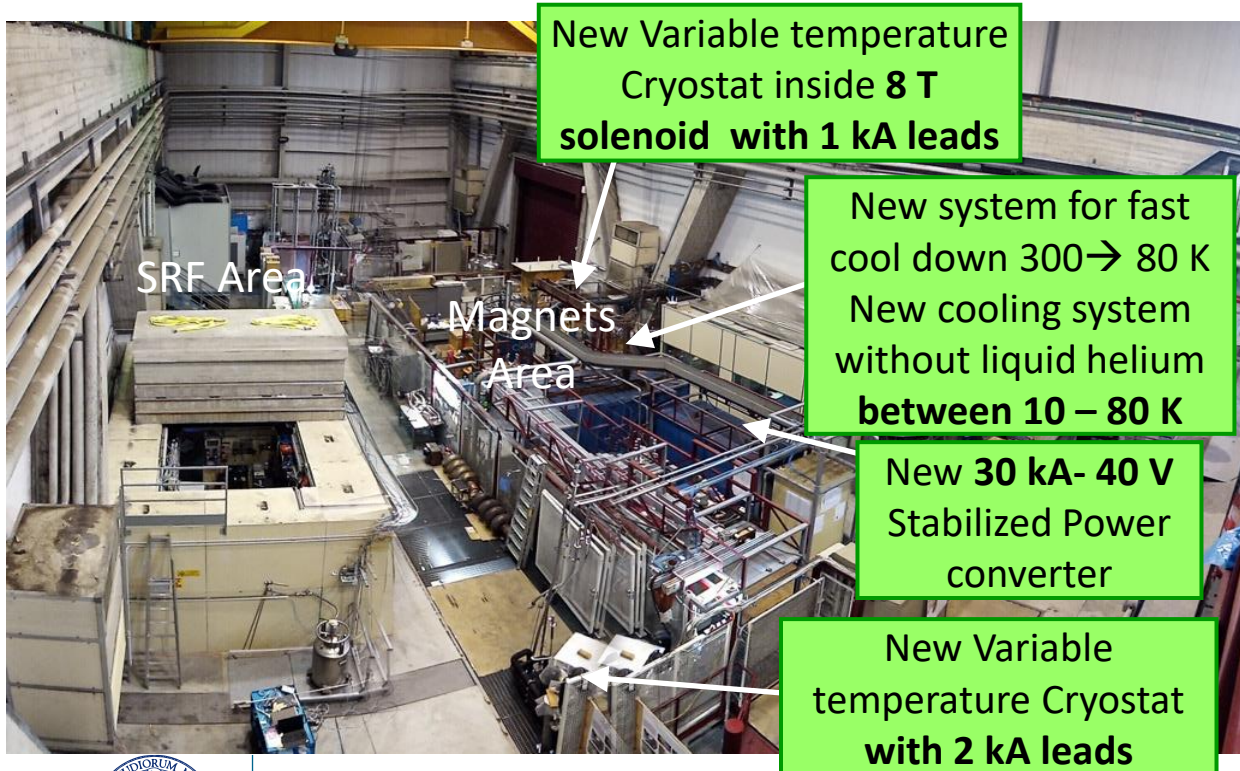 New Variable temperature
Cryostat inside 8 T
solenoid with 1 kA leads
New system for fast
cool down 300→ 80 K
New cooling system
without liquid helium
between 10 – 80 K
SRF Area
Magnets
Area
New 30 kA- 40 V
Stabilized Power
converter
New Variable
temperature Cryostat
with 2 kA leads